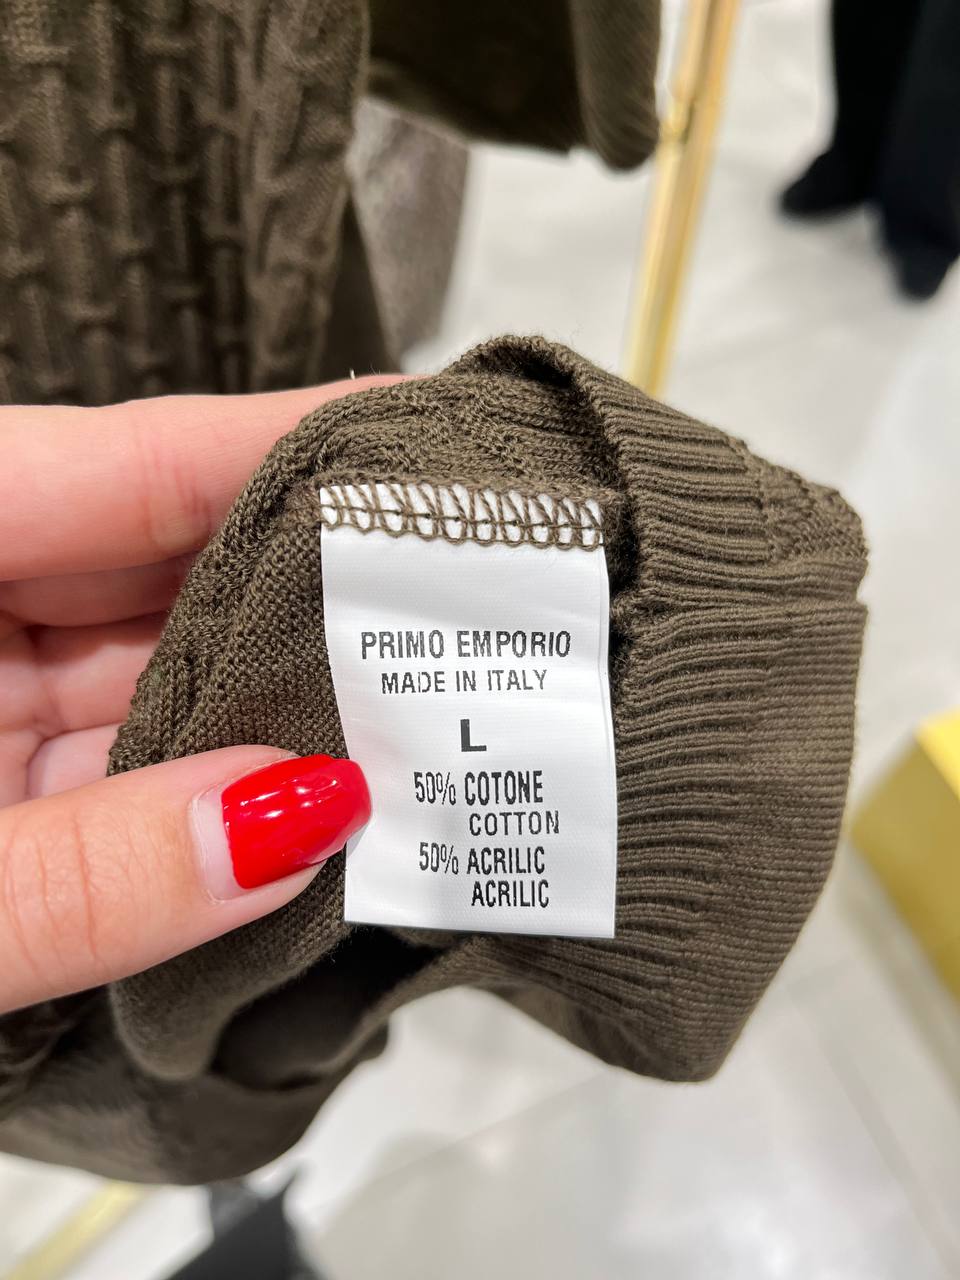 PRIMO EMPORIO
MADE IN ITALY
L
50% COTONE
COTTON
50% ACRILIC
ACRILIC